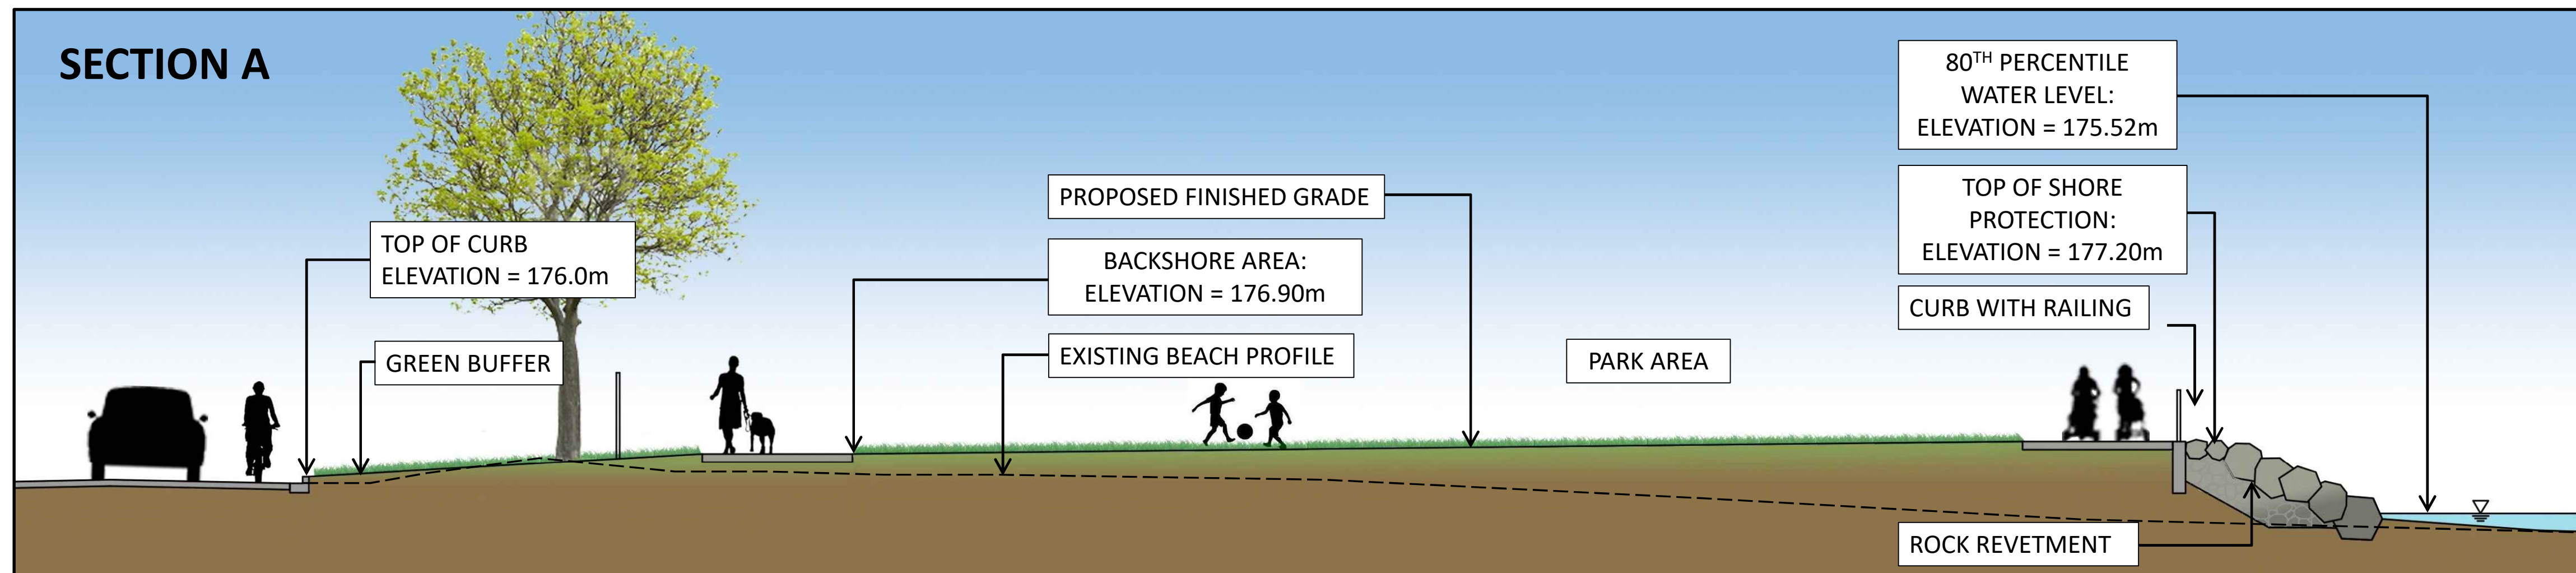 SECTION A
TOP OF CURB
ELEVATION = 176.0m
GREEN BUFFER
PROPOSED FINISHED GRADE
BACKSHORE AREA:
ELEVATION = 176.90m
EXISTING BEACH PROFILE
PARK AREA
80TH PERCENTILE
WATER LEVEL:
ELEVATION = 175.52m
TOP OF SHORE
PROTECTION:
ELEVATION = 177.20m
CURB WITH RAILING
ROCK REVETMENT